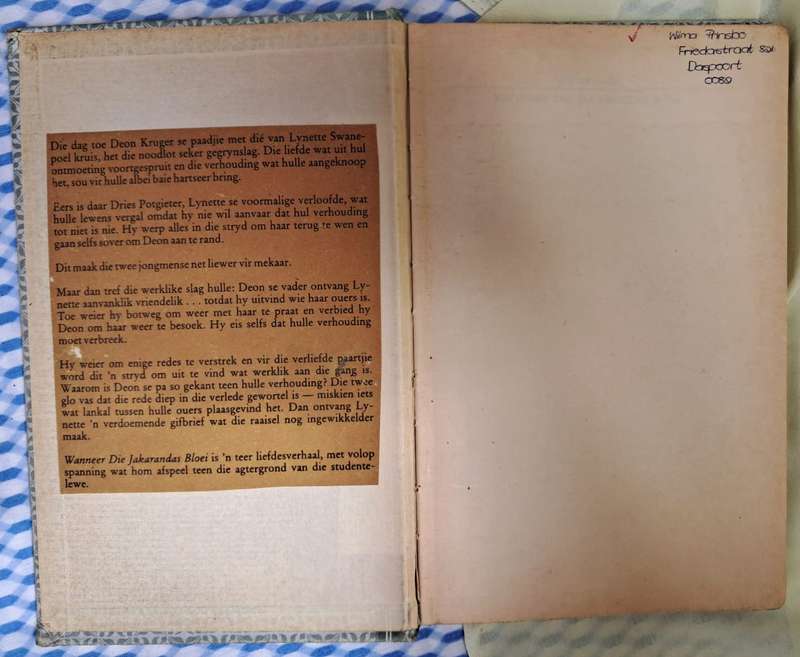 Die dag toe Deon Kruger se paadjie met dié van Lynette Swane-
poel kruis, het die noodlot seker gegrynslag. Die liefde wat uit hul
ontmoeting voortgespruit en die verhouding wat hulle aangeknoop
het, sou vir hulle albei baie hartseer bring.
Eers is daar Dries Potgieter, Lynette se voormalige verloofde, wat
hulle lewens vergal omdat hy nie wil aanvaar dat hul verhouding
tot niet is nie. Hy werp alles in die stryd om haar terug te wen en
gaan selfs sover om Deon aan te rand.
Dit maak die twee jongmense net liewer vir mekaar.
Maar dan tref die werklike slag hulle: Deon se vader ontvang Ly-
nette aanvanklik vriendelik . . . totdat hy uitvind wie haar ouers is.
Toe weier hy botweg om weer met haar te praat en verbied hy
Deon om haar weer te besoek. Hy eis selfs dat hulle verhouding
moet verbreek.
Hy weier om enige redes te verstrek en vir die verliefde paartjie
word dit 'n stryd om uit te vind wat werklik aan die gang is.
Waarom is Deon se pa so gekant teen hulle verhouding? Die twee
glo vas dat die rede diep in die verlede gewortel is — miskien iets
wat lankal tussen hulle ouers plaasgevind het. Dan ontvang Ly-
nette 'n verdoemende gifbrief wat die raaisel nog ingewikkelder
maak.
Wanneer Die Jakarandas Bloei is 'n teer liefdesverhaal, met volop
spanning wat hom afspeel teen die agtergrond van die studente-
lewe.
Wilma Prinsloo
Friedastraat 821
Daspoort
0082